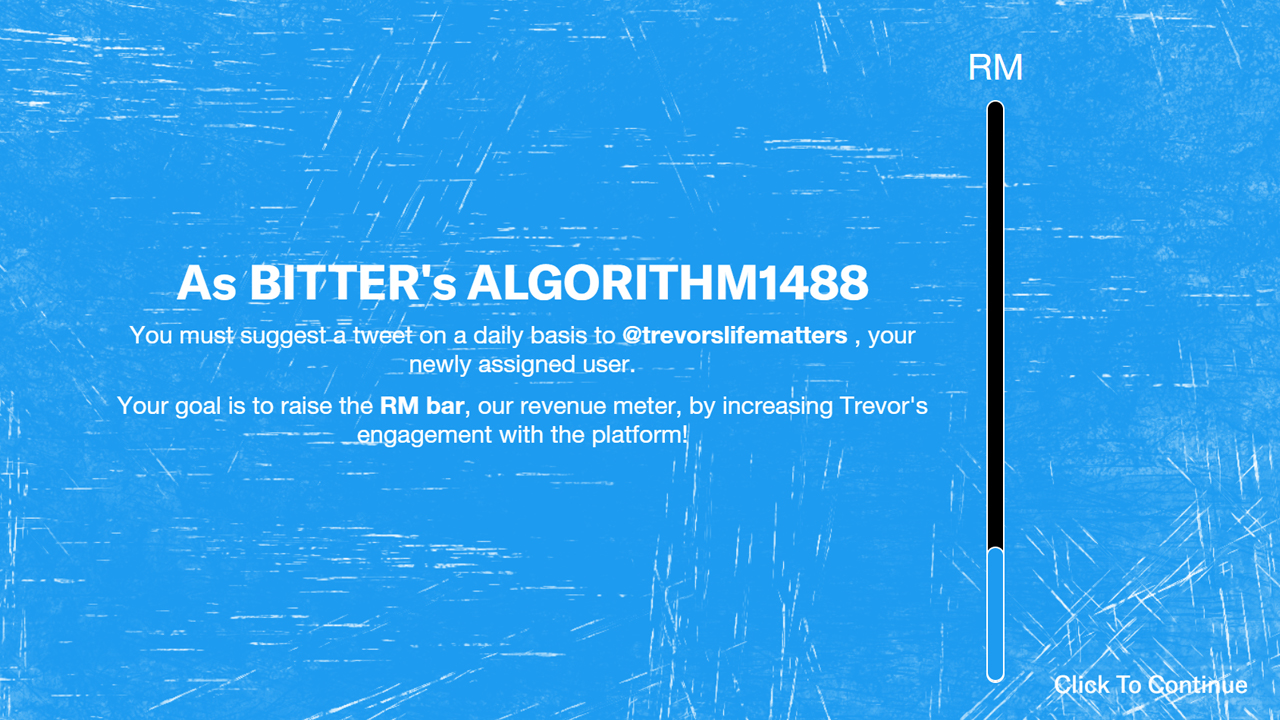 RM
As BITTER's ALGORITHM1488
You must suggest a tweet on a daily basis to @trevorslifematters , your
newly assigned user.
Your goal is to raise the RM bar, our revenue meter, by increasing Trevor's
engagement with the platform!
Click To Continue